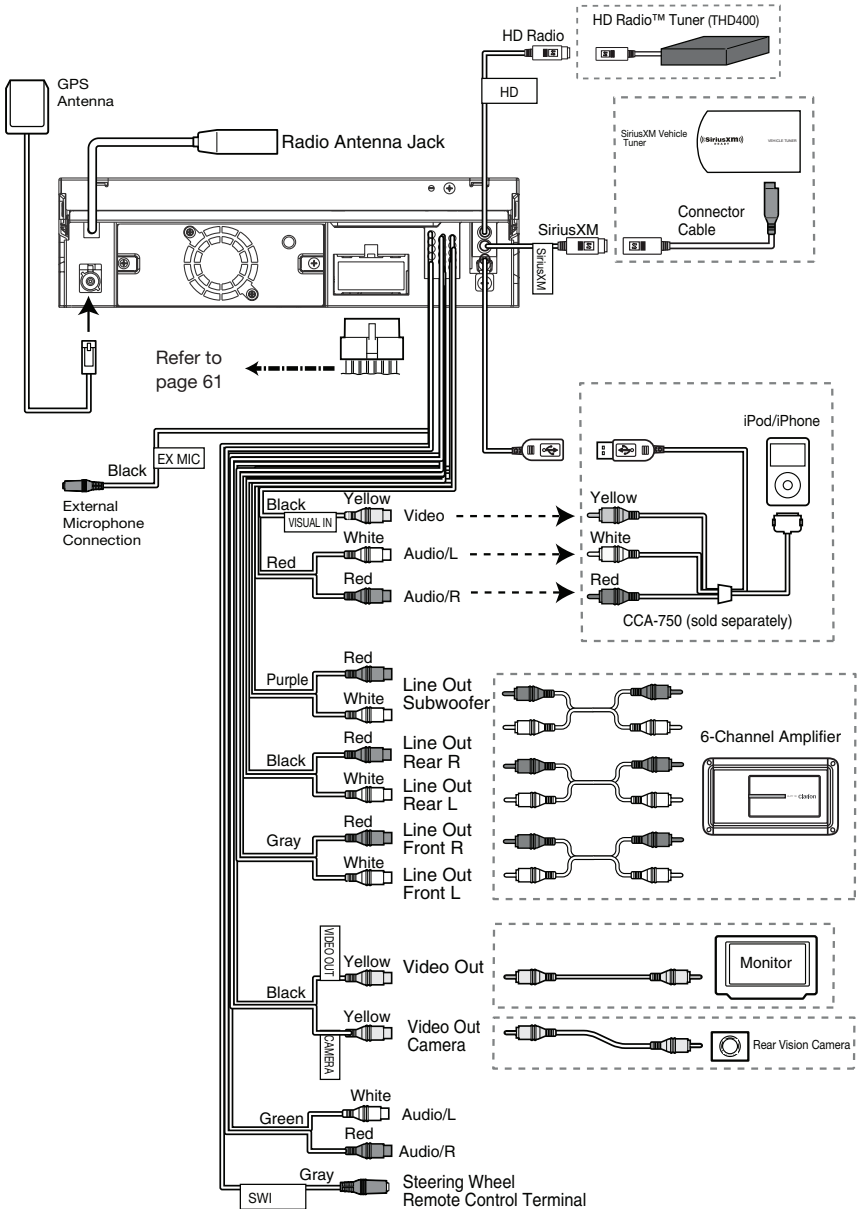 HD Radio™ Tuner (THD400)
HD Radio
HD
GPS
Antenna
Radio Antenna Jack
SiriusXM Vehicle
Tuner
((SiriusXM))
READY
VEHICLE TUNER
Connector
Cable
SiriusXM
SiriusXM
Refer to
page 61
iPod/iPhone
EX MIC
Black
External
Microphone
Connection
Black
VISUAL IN
Yellow
Video
Yellow
White
Audio/L
White
Red
Red
Audio/R
Red
CCA-750 (sold separately)
Purple
Red
White
Line Out
Subwoofer
6-Channel Amplifier
clarion
Black
Red
Line Out
Rear R
White
Line Out
Rear L
Gray
Red
Line Out
Front R
White
Line Out
Front L
VIDEO OUT
Yellow
Video Out
Monitor
Black
Yellow
CAMERA
Video Out
Camera
Rear Vision Camera
White
Green
Audio/L
Red
Audio/R
Gray
SWI
Steering Wheel
Remote Control Terminal